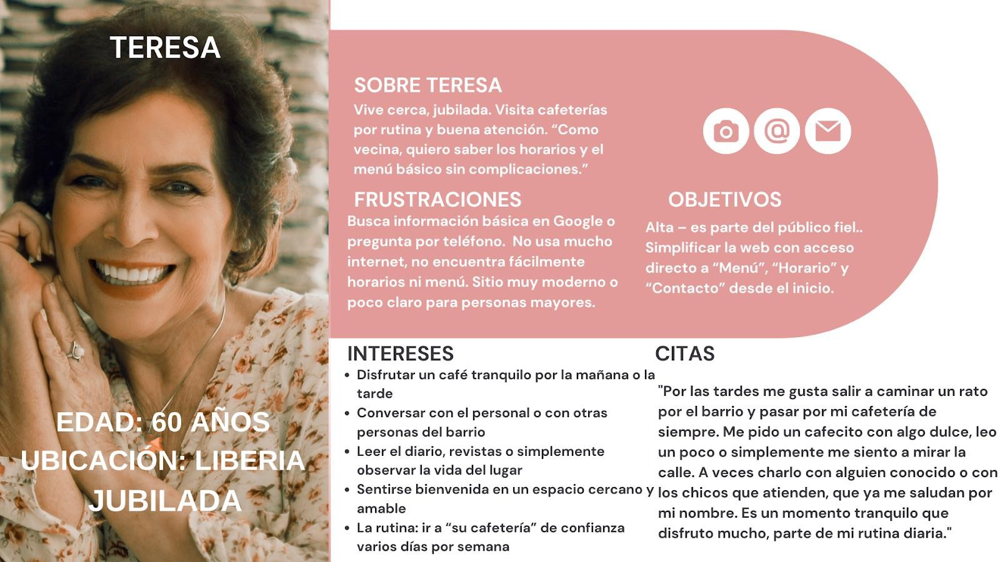 TERESA
EDAD: 60 AÑOS
UBICACIÓN: LIBERIA
JUBILADA
SOBRE TERESA
Vive cerca, jubilada. Visita cafeterías
por rutina y buena atención. “Como
vecina, quiero saber los horarios y el
menú básico sin complicaciones.”
FRUSTRACIONES
Busca información básica en Google o
pregunta por teléfono.  No usa mucho
internet, no encuentra fácilmente
horarios ni menú. Sitio muy moderno o
poco claro para personas mayores.
OBJETIVOS
Alta – es parte del público fiel..
Simplificar la web con acceso
directo a “Menú”, “Horario” y
“Contacto” desde el inicio.
INTERESES
• Disfrutar un café tranquilo por la mañana o la
tarde
• Conversar con el personal o con otras
personas del barrio
• Leer el diario, revistas o simplemente
observar la vida del lugar
• Sentirse bienvenida en un espacio cercano y
amable
• La rutina: ir a “su cafetería” de confianza
varios días por semana
CITAS
"Por las tardes me gusta salir a caminar un rato
por el barrio y pasar por mi cafetería de
siempre. Me pido un cafecito con algo dulce, leo
un poco o simplemente me siento a mirar la
calle. A veces charlo con alguien conocido o con
los chicos que atienden, que ya me saludan por
mi nombre. Es un momento tranquilo que
disfruto mucho, parte de mi rutina diaria."